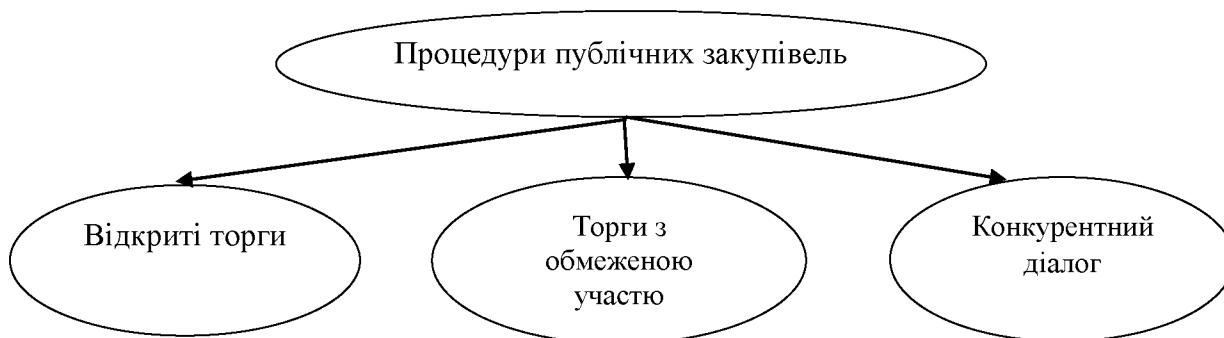 Процедури публічних закупівель
Відкриті торги
Торги з
обмеженою
участю
Конкурентний
діалог